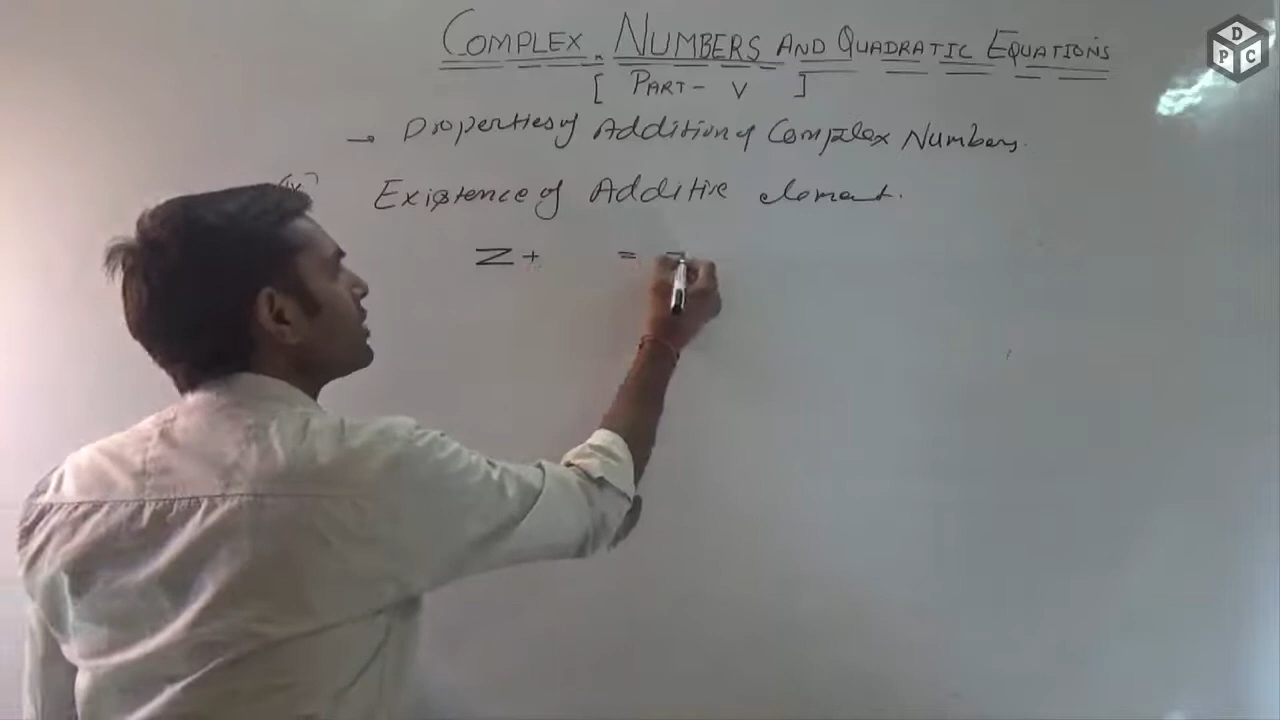 COMPLEX NUMBERS AND QUADRATIC EQUATIONS
[ PART - V ]
→ Properties of Addition of Complex Numbers.
Existence of Additive element.
Z + =
D
P C